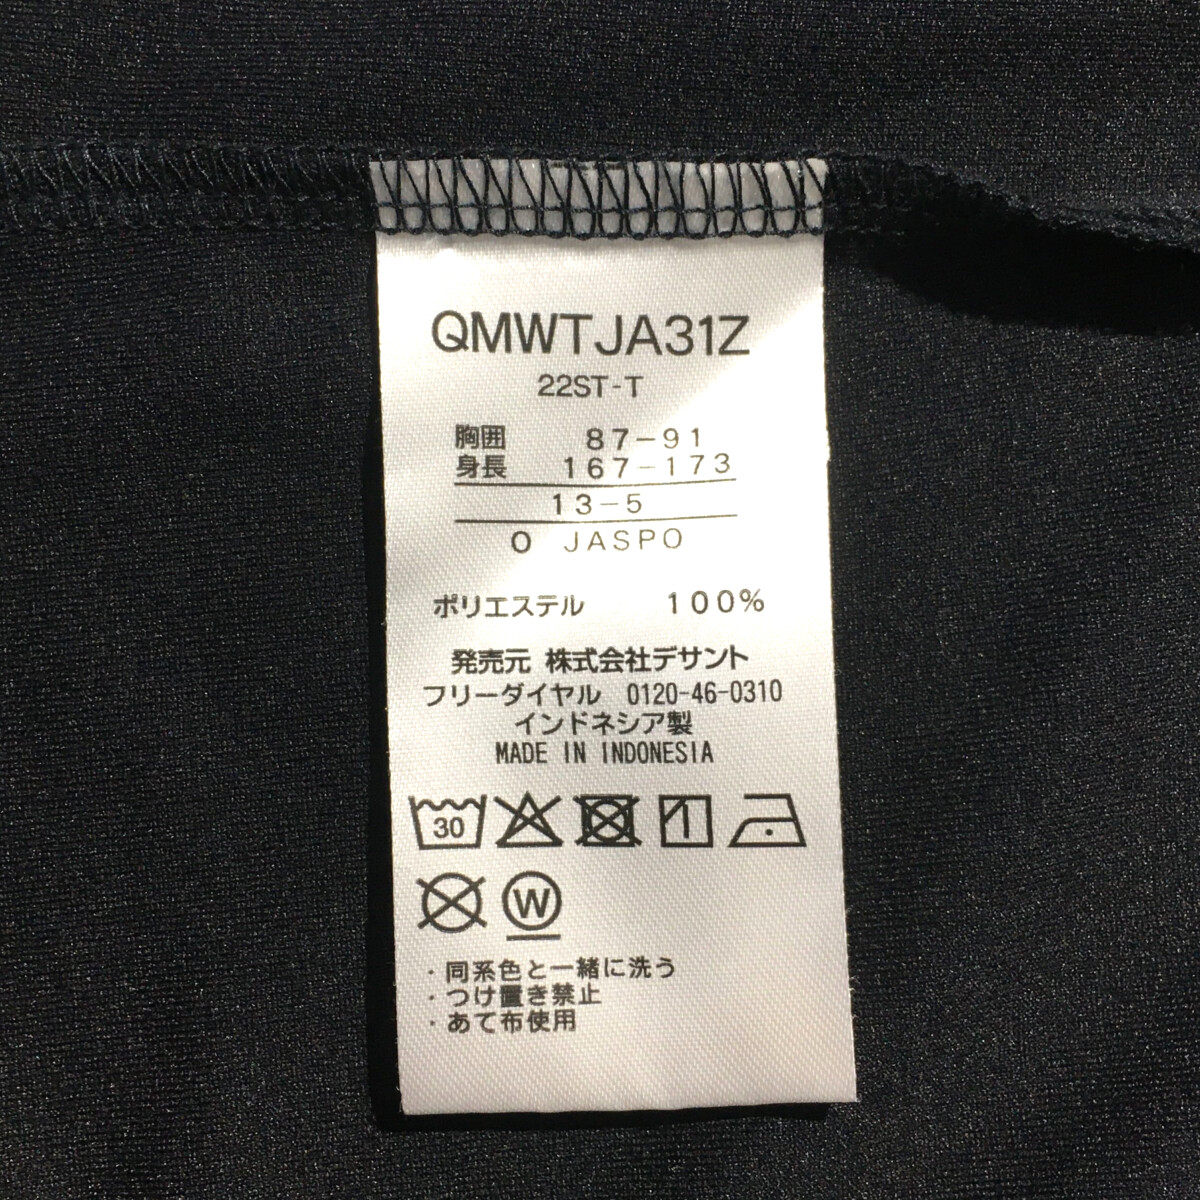 QMWTJA31Z
22ST-T
胸囲 87-91
身長 167-173
13-5
O JASPO
ポリエステル 100%
発売元 株式会社デサント
フリーダイヤル 0120-46-0310
インドネシア製
MADE IN INDONESIA
30
W
・同系色と一緒に洗う
・つけ置き禁止
・あて布使用